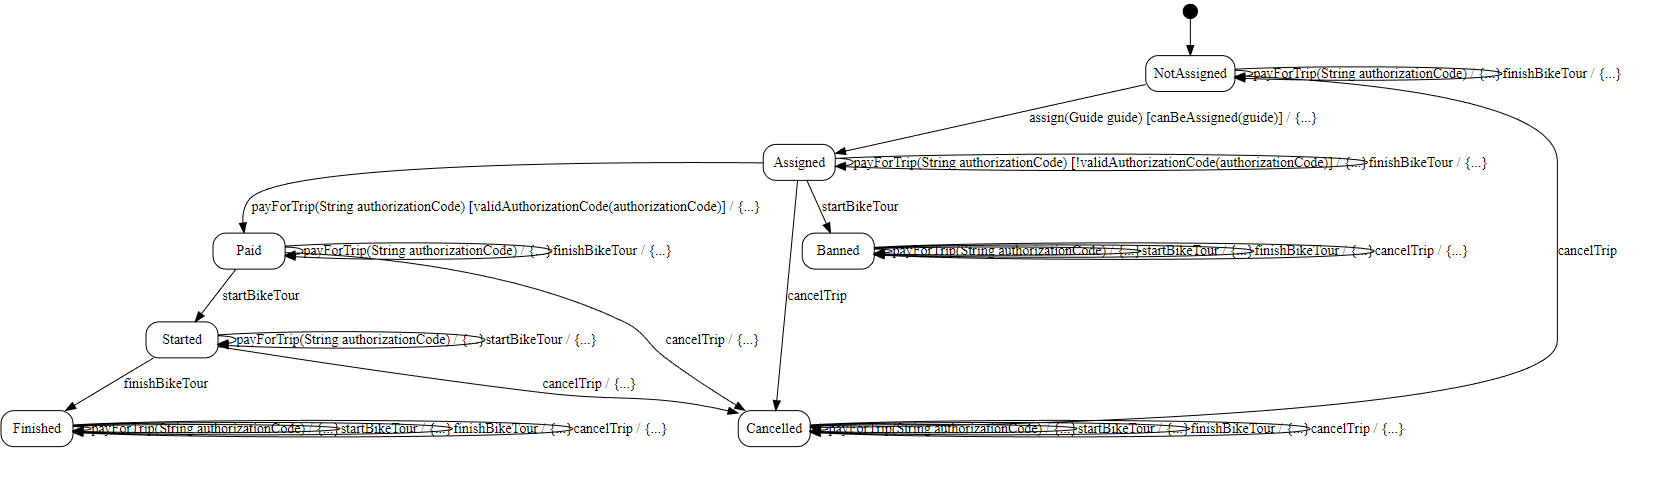 NotAssigned
payForTrip(String authorizationCode) / {...}
finishBikeTour / {...}
assign(Guide guide) [canBeAssigned(guide)] / {...}
Assigned
payForTrip(String authorizationCode) [!validAuthorizationCode(authorizationCode)] / {...}
finishBikeTour / {...}
payForTrip(String authorizationCode) [validAuthorizationCode(authorizationCode)] / {...}
startBikeTour
Paid
payForTrip(String authorizationCode) / {...}
finishBikeTour / {...}
Banned
payForTrip(String authorizationCode) / {...}
startBikeTour / {...}
finishBikeTour / {...}
cancelTrip / {...}
cancelTrip
startBikeTour
cancelTrip
Started
payForTrip(String authorizationCode) / {...}
startBikeTour / {...}
cancelTrip / {...}
finishBikeTour
cancelTrip / {...}
Finished
payForTrip(String authorizationCode) / {...}
startBikeTour / {...}
finishBikeTour / {...}
cancelTrip / {...}
Cancelled
payForTrip(String authorizationCode) / {...}
startBikeTour / {...}
finishBikeTour / {...}
cancelTrip / {...}